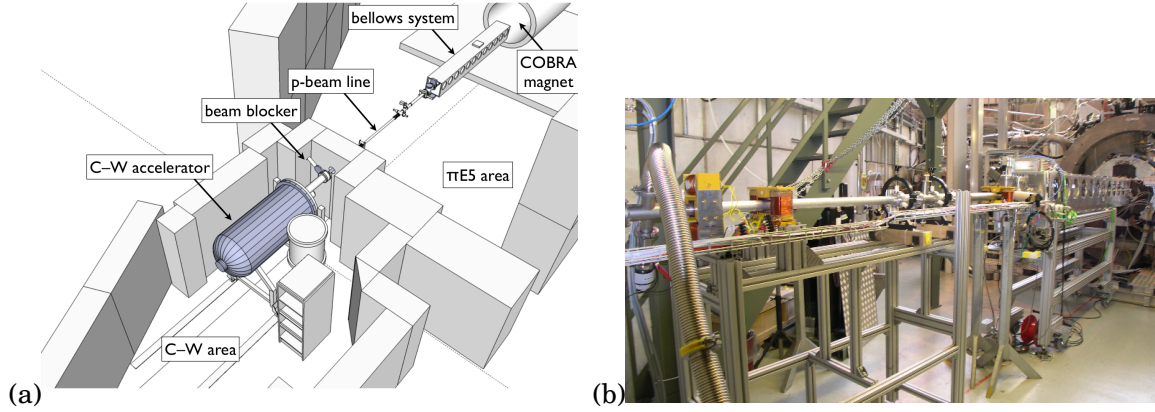 bellows system
COBRA
magnet
p-beam line
beam blocker
C–W accelerator
πE5 area
C–W area
(a)
(b)